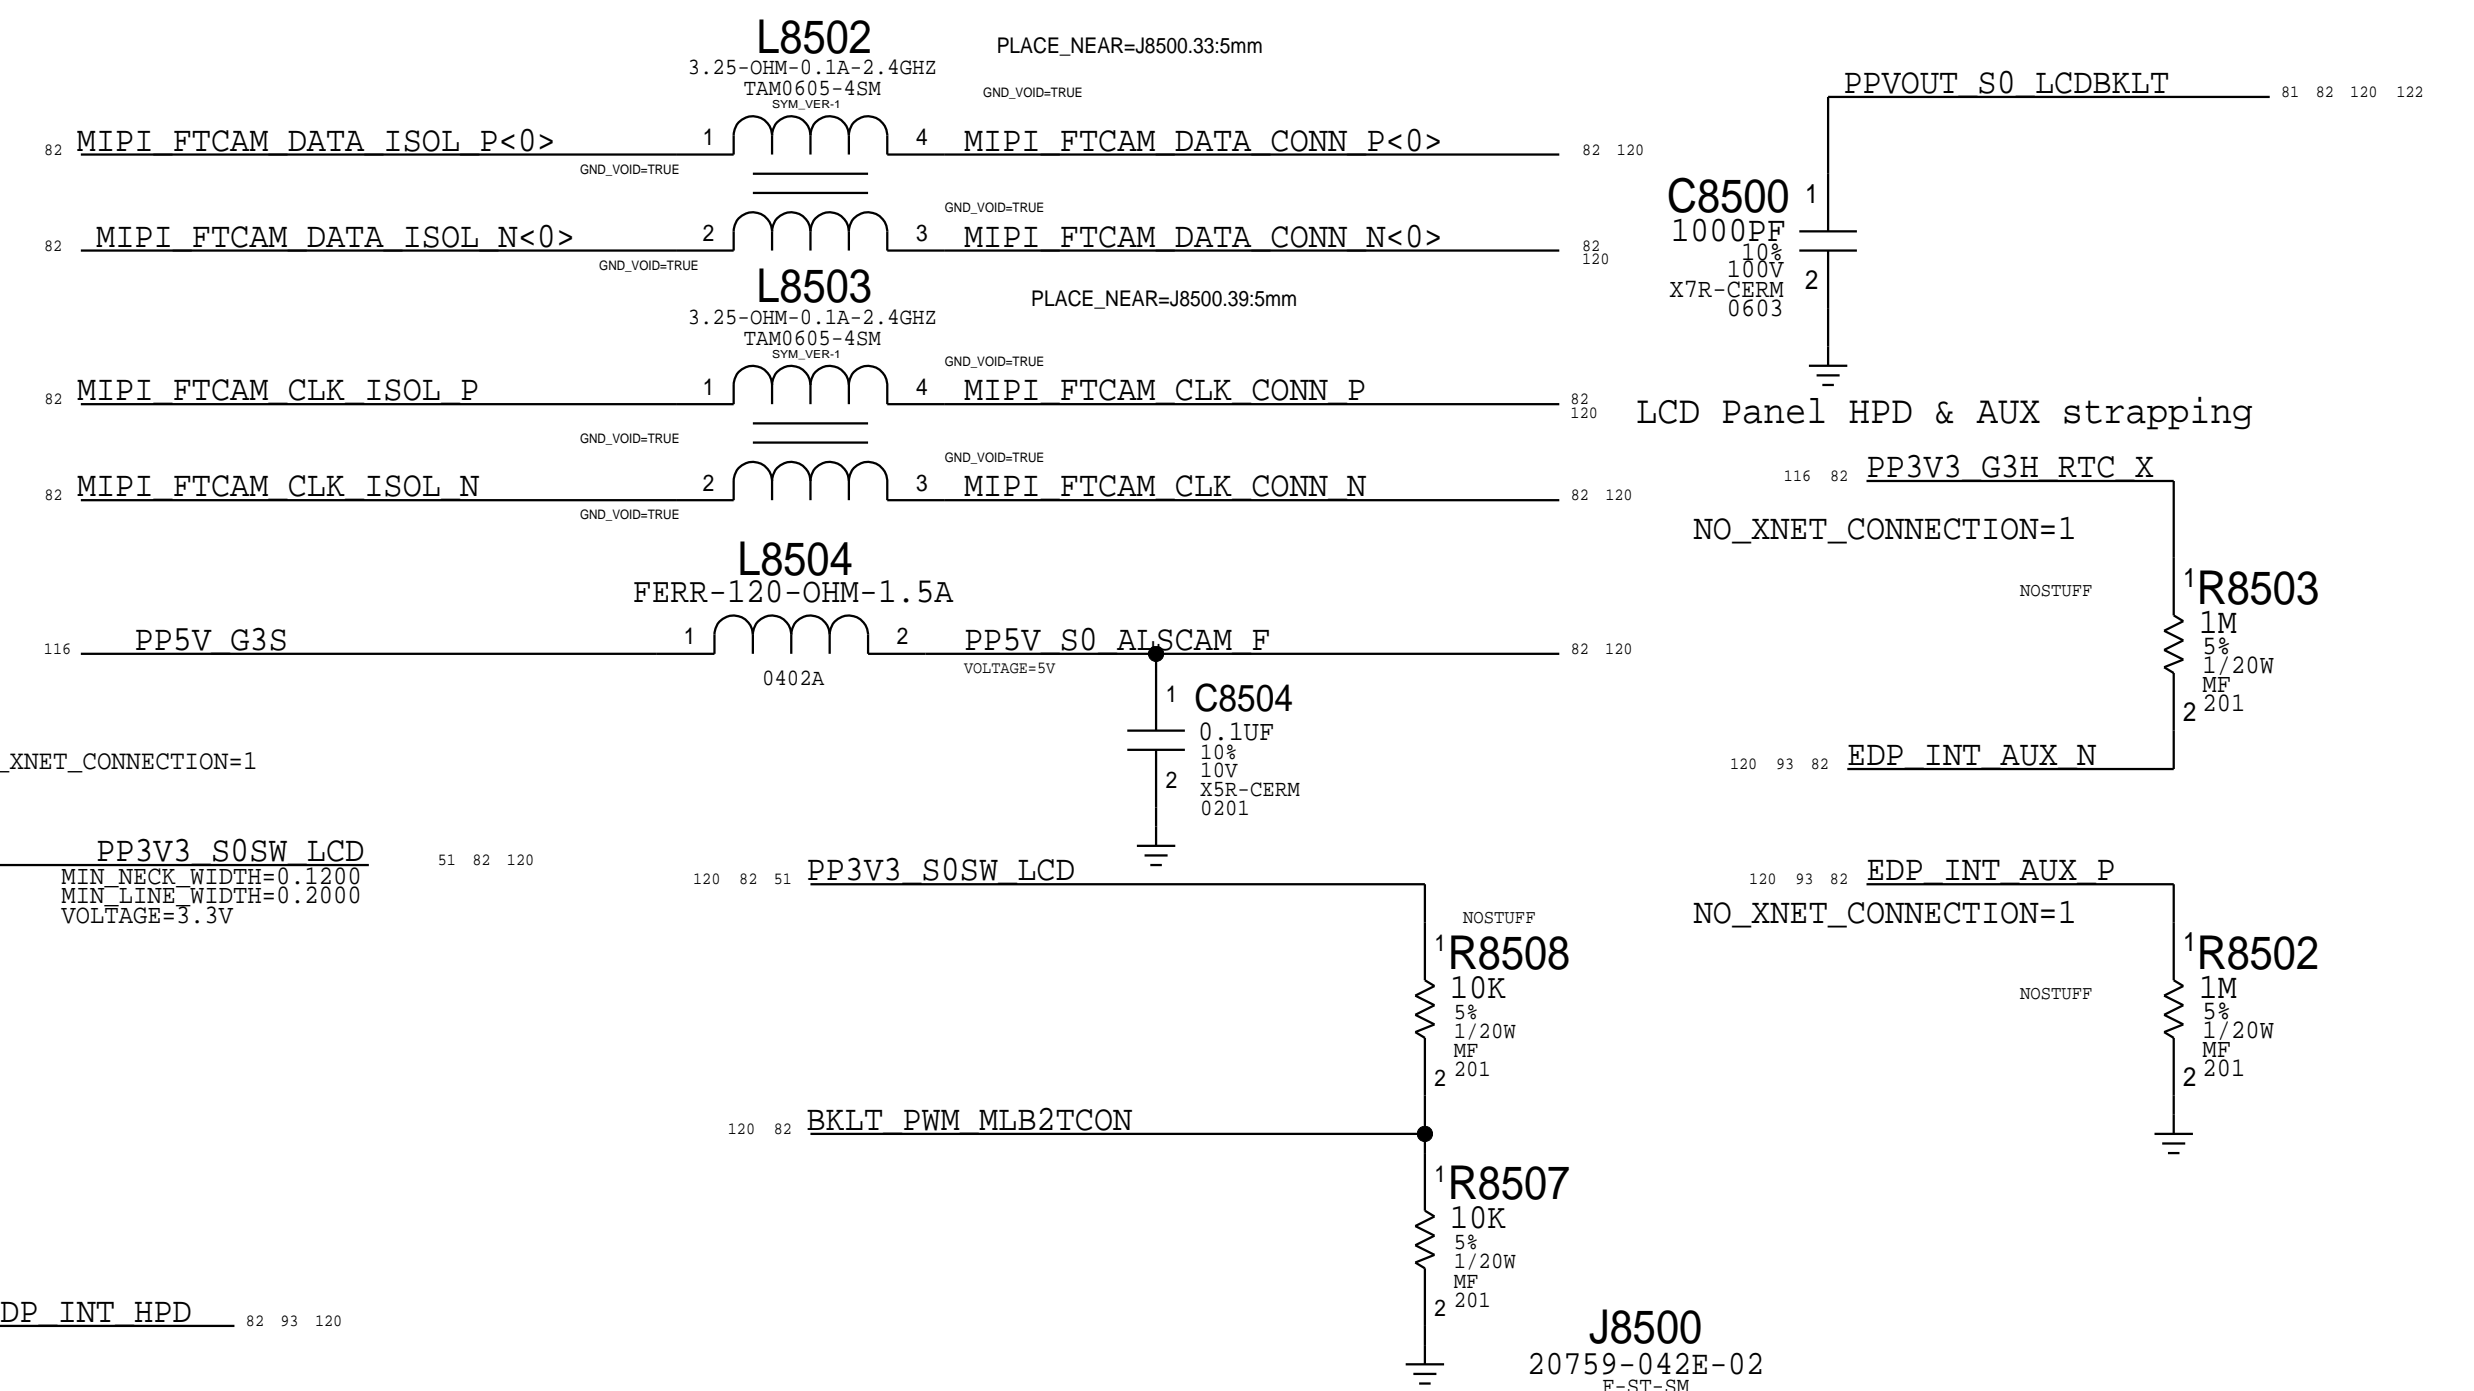 L8502
3.25-OHM-0.1A-2.4GHZ
TAM0605-4SM
SYM_VER-1
PLACE_NEAR=J8500.33:5mm
GND_VOID=TRUE
82 MIPI_FTCAM_DATA_ISOL_P<0> 1 4 MIPI_FTCAM_DATA_CONN_P<0> 82 120
GND_VOID=TRUE
GND_VOID=TRUE
82 MIPI_FTCAM_DATA_ISOL_N<0> 2 3 MIPI_FTCAM_DATA_CONN_N<0> 82
120
GND_VOID=TRUE
L8503
3.25-OHM-0.1A-2.4GHZ
TAM0605-4SM
SYM_VER-1
PLACE_NEAR=J8500.39:5mm
GND_VOID=TRUE
82 MIPI_FTCAM_CLK_ISOL_P 1 4 MIPI_FTCAM_CLK_CONN_P 82
120
GND_VOID=TRUE
GND_VOID=TRUE
82 MIPI_FTCAM_CLK_ISOL_N 2 3 MIPI_FTCAM_CLK_CONN_N 82 120
GND_VOID=TRUE
L8504
FERR-120-OHM-1.5A
116 PP5V_G3S 1 2 PP5V_S0_ALSCAM_F 82 120
0402A
VOLTAGE=5V
1 C8504
0.1UF
10%
10V
2 X5R-CERM
0201
_XNET_CONNECTION=1
PP3V3_S0SW_LCD 51 82 120
MIN_NECK_WIDTH=0.1200
MIN_LINE_WIDTH=0.2000
VOLTAGE=3.3V
120 82 51 PP3V3_S0SW_LCD
NOSTUFF
1 R8508
10K
5%
1/20W
MF
2 201
120 82 BKLT_PWM_MLB2TCON
1 R8507
10K
5%
1/20W
MF
2 201
DP_INT_HPD 82 93 120
J8500
20759-042E-02
F-ST-SM
PPVOUT_S0_LCDBKLT 81 82 120 122
C8500 1
1000PF
10%
100V 2
X7R-CERM
0603
LCD Panel HPD & AUX strapping
116 82 PP3V3_G3H_RTC_X
NO_XNET_CONNECTION=1
NOSTUFF
1 R8503
1M
5%
1/20W
MF
2 201
120 93 82 EDP_INT_AUX_N
120 93 82 EDP_INT_AUX_P
NO_XNET_CONNECTION=1
NOSTUFF
1 R8502
1M
5%
1/20W
MF
2 201